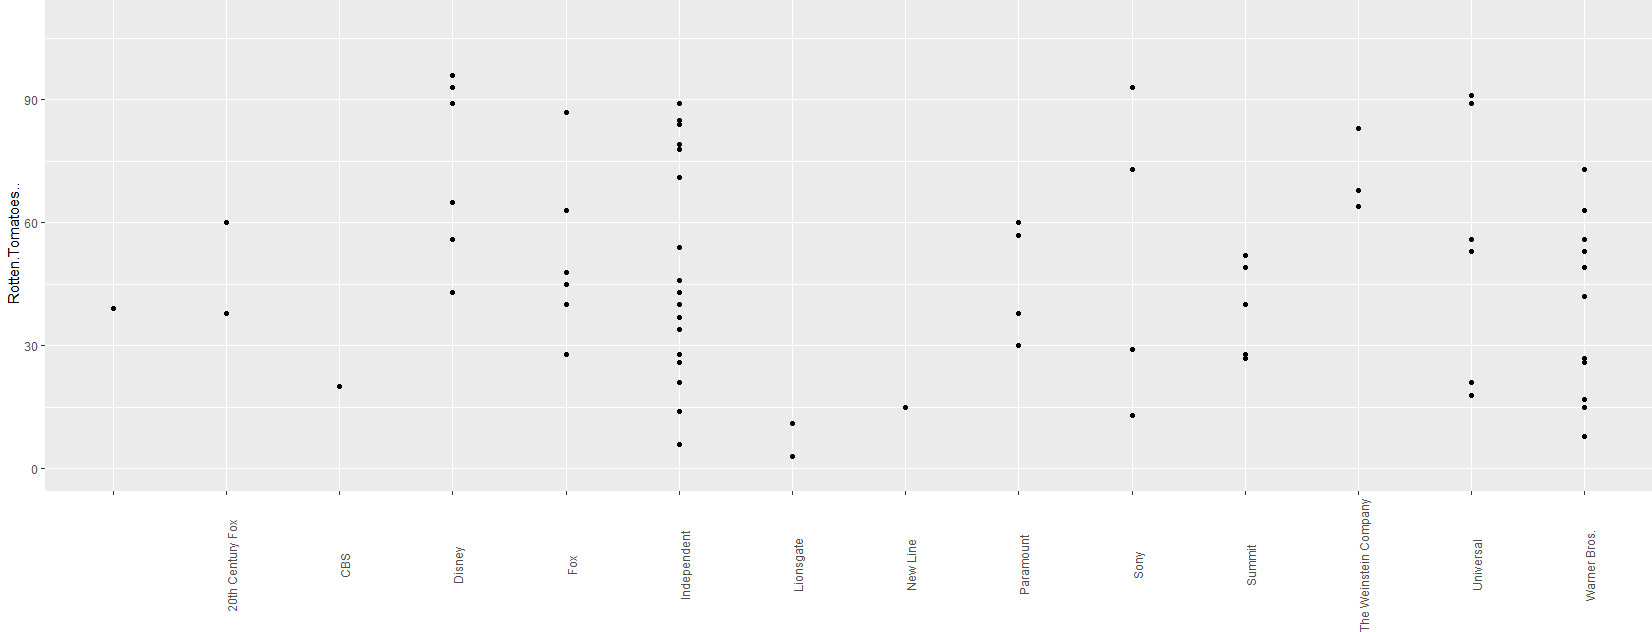 Rotten.Tomatoes..
90
60
30
0
20th Century Fox
CBS
Disney
Fox
Independent
Lionsgate
New Line
Paramount
Sony
Summit
The Weinstein Company
Universal
Warner Bros.